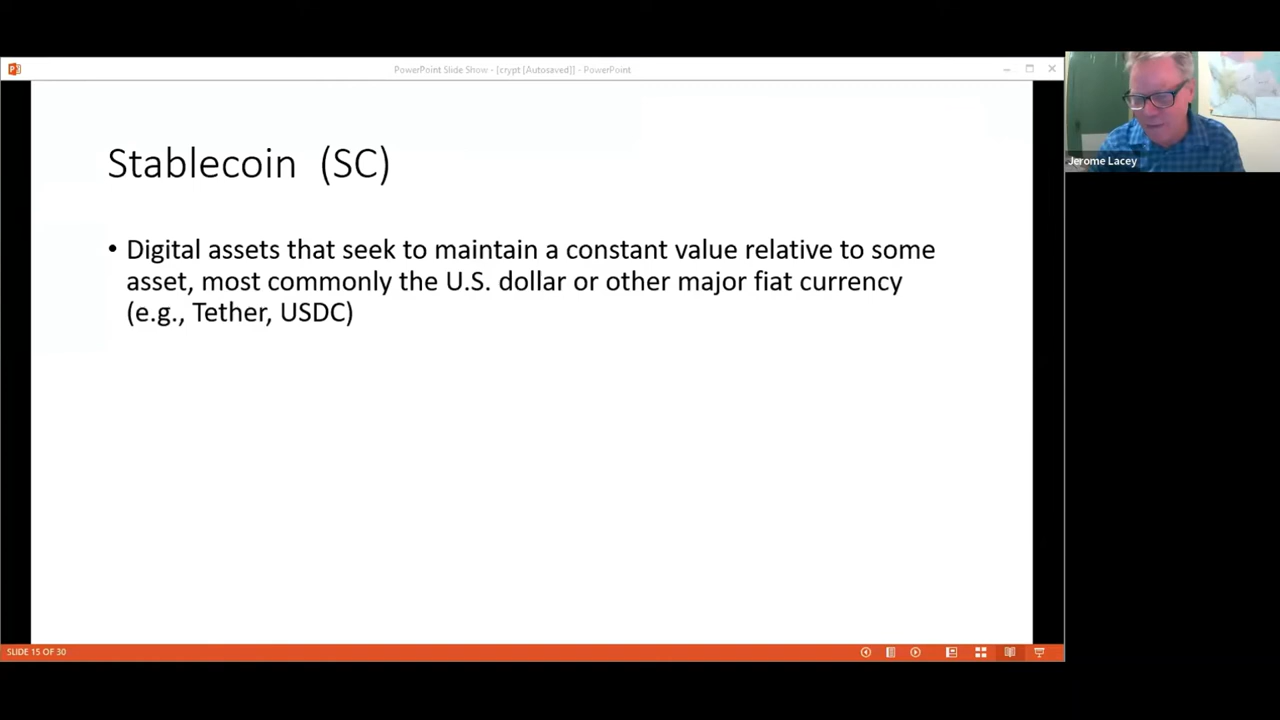 PowerPoint Slide Show - [crypt [Autosaved]] - PowerPoint
Stablecoin (SC)
• Digital assets that seek to maintain a constant value relative to some
asset, most commonly the U.S. dollar or other major fiat currency
(e.g., Tether, USDC)
Jerome Lacey
SLIDE 15 OF 30